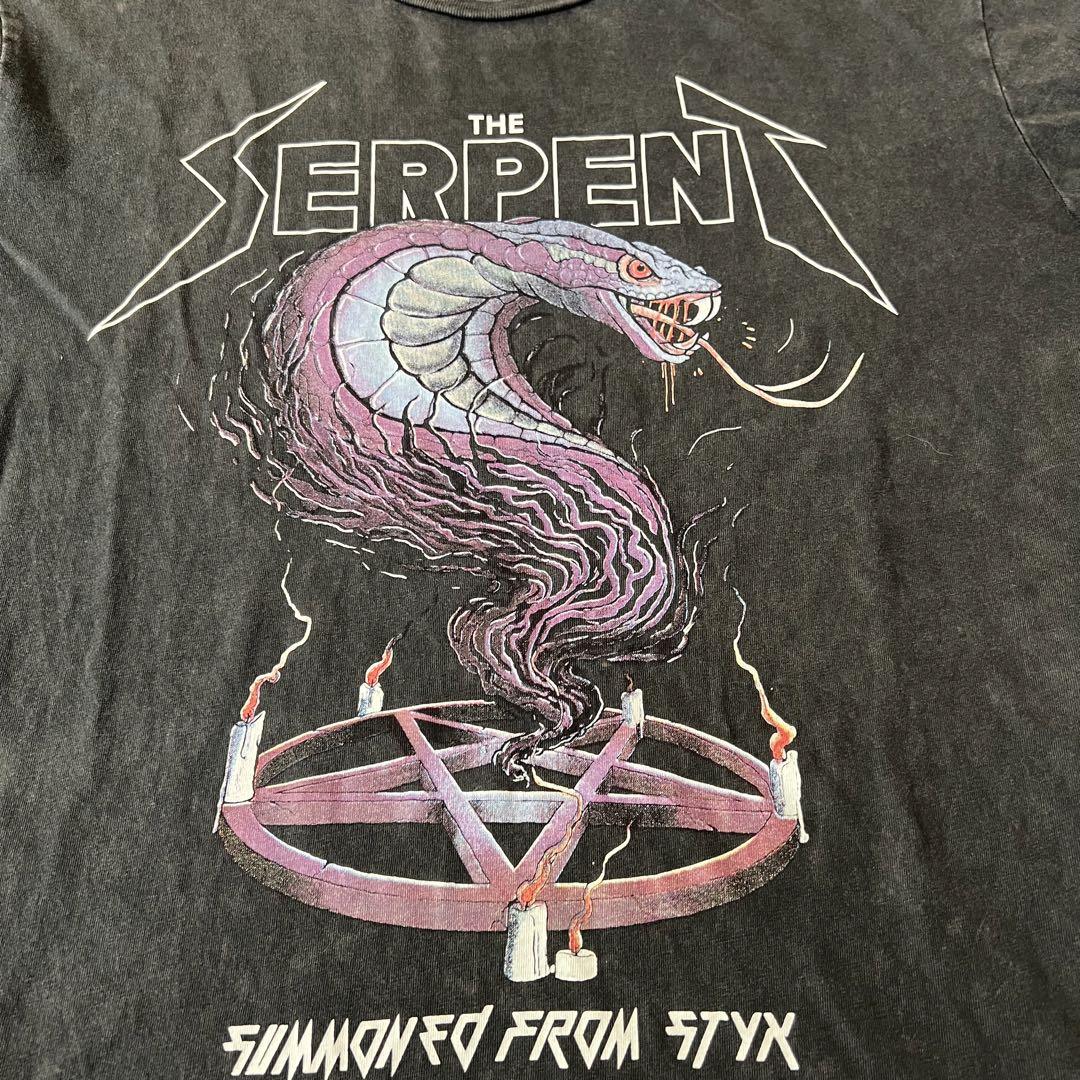 THE
SERPENT
SUMMONED FROM STYX